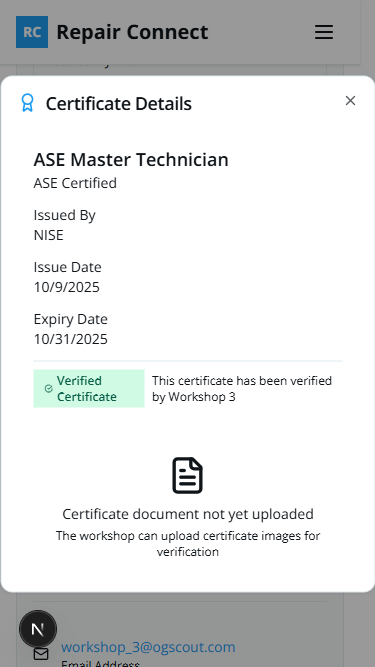 RC Repair Connect
Certificate Details
ASE Master Technician
ASE Certified
Issued By
NISE
Issue Date
10/9/2025
Expiry Date
10/31/2025
Verified
Certificate
This certificate has been verified
by Workshop 3
Certificate document not yet uploaded
The workshop can upload certificate images for
verification
N
workshop_3@ogscout.com
Email Address